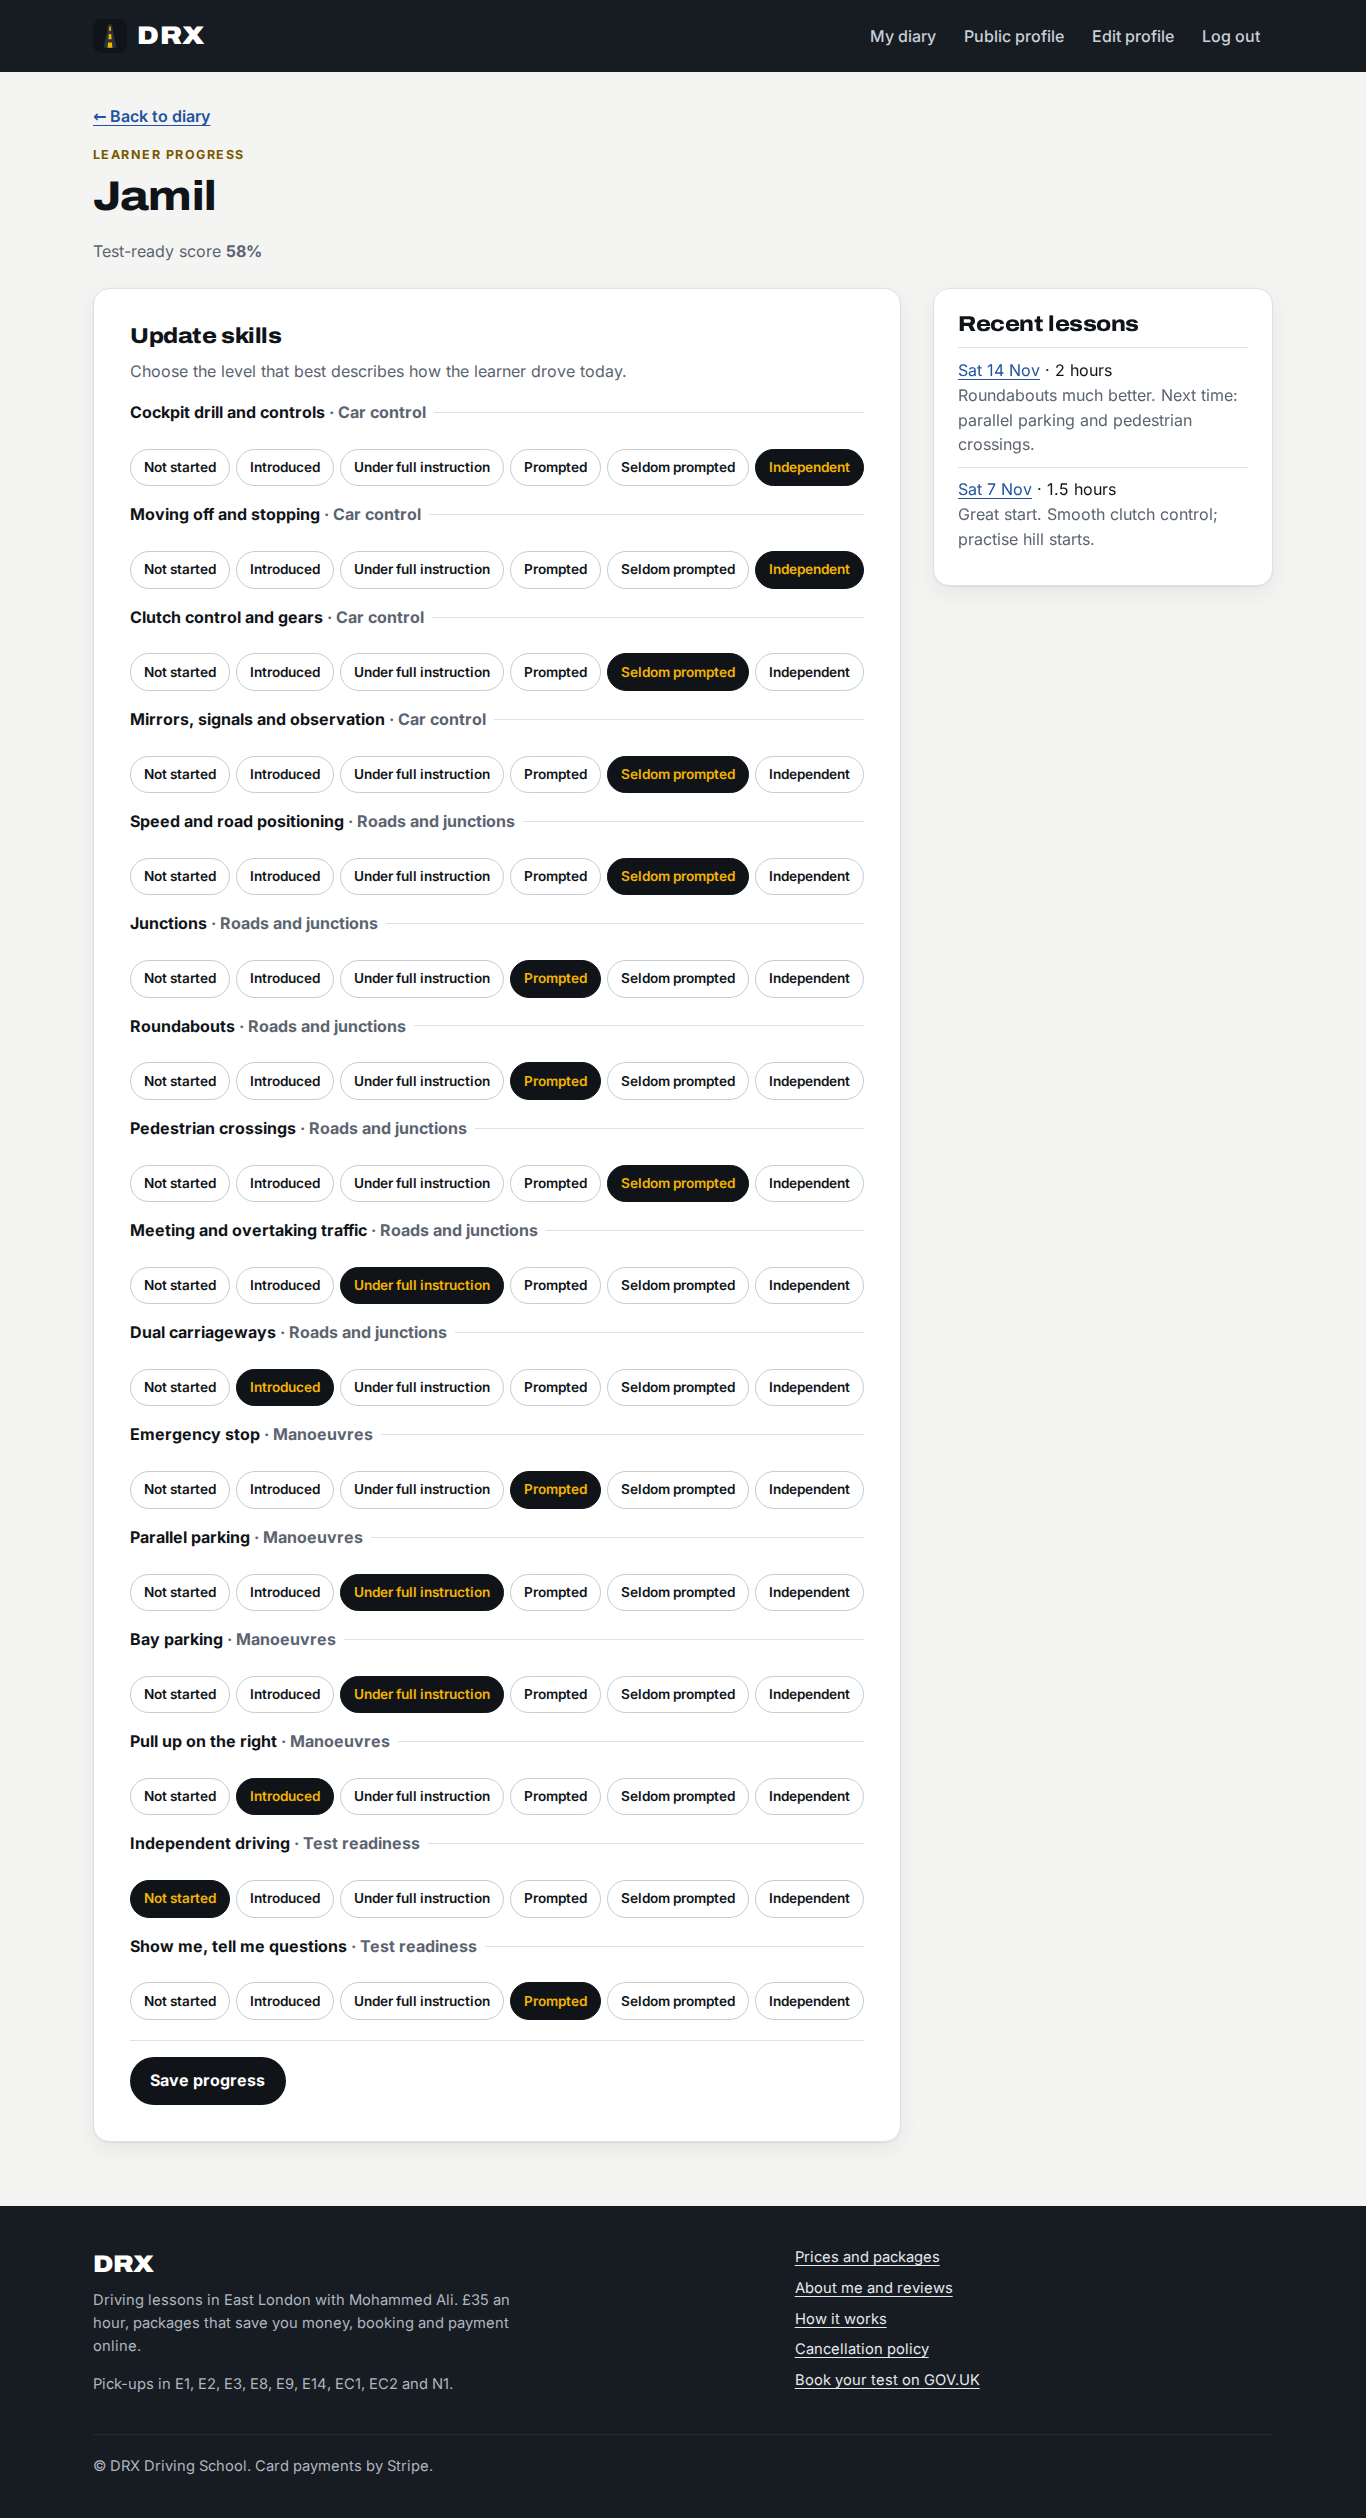 DRX
My diary Public profile Edit profile Log out
← Back to diary
LEARNER PROGRESS
Jamil
Test-ready score 58%
Update skills
Choose the level that best describes how the learner drove today.
Cockpit drill and controls · Car control
Not started Introduced Under full instruction Prompted Seldom prompted Independent
Moving off and stopping · Car control
Not started Introduced Under full instruction Prompted Seldom prompted Independent
Clutch control and gears · Car control
Not started Introduced Under full instruction Prompted Seldom prompted Independent
Mirrors, signals and observation · Car control
Not started Introduced Under full instruction Prompted Seldom prompted Independent
Speed and road positioning · Roads and junctions
Not started Introduced Under full instruction Prompted Seldom prompted Independent
Junctions · Roads and junctions
Not started Introduced Under full instruction Prompted Seldom prompted Independent
Roundabouts · Roads and junctions
Not started Introduced Under full instruction Prompted Seldom prompted Independent
Pedestrian crossings · Roads and junctions
Not started Introduced Under full instruction Prompted Seldom prompted Independent
Meeting and overtaking traffic · Roads and junctions
Not started Introduced Under full instruction Prompted Seldom prompted Independent
Dual carriageways · Roads and junctions
Not started Introduced Under full instruction Prompted Seldom prompted Independent
Emergency stop · Manoeuvres
Not started Introduced Under full instruction Prompted Seldom prompted Independent
Parallel parking · Manoeuvres
Not started Introduced Under full instruction Prompted Seldom prompted Independent
Bay parking · Manoeuvres
Not started Introduced Under full instruction Prompted Seldom prompted Independent
Pull up on the right · Manoeuvres
Not started Introduced Under full instruction Prompted Seldom prompted Independent
Independent driving · Test readiness
Not started Introduced Under full instruction Prompted Seldom prompted Independent
Show me, tell me questions · Test readiness
Not started Introduced Under full instruction Prompted Seldom prompted Independent
Save progress
Recent lessons
Sat 14 Nov · 2 hours
Roundabouts much better. Next time:
parallel parking and pedestrian
crossings.
Sat 7 Nov · 1.5 hours
Great start. Smooth clutch control;
practise hill starts.
DRX
Driving lessons in East London with Mohammed Ali. £35 an
hour, packages that save you money, booking and payment
online.
Pick-ups in E1, E2, E3, E8, E9, E14, EC1, EC2 and N1.
Prices and packages
About me and reviews
How it works
Cancellation policy
Book your test on GOV.UK
© DRX Driving School. Card payments by Stripe.